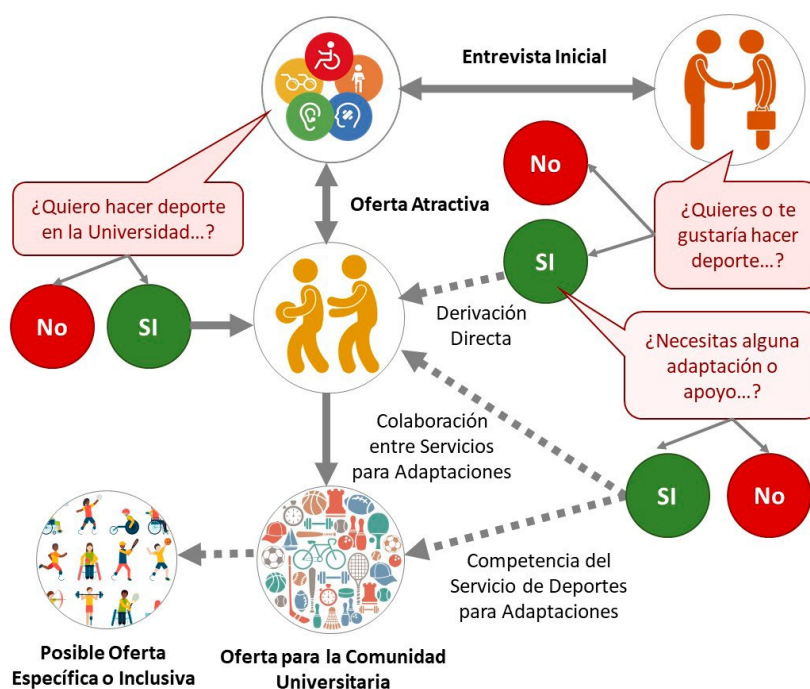 Entrevista Inicial
No
¿Quiero hacer deporte
en la Universidad...?
Oferta Atractiva
¿Quieres o te
gustaría hacer
deporte...?
SI
No
SI
Derivación
Directa
¿Necesitas alguna
adaptación o
apoyo...?
Colaboración
entre Servicios
para Adaptaciones
SI
No
Competencia del
Servicio de Deportes
para Adaptaciones
Posible Oferta
Específica o Inclusiva
Oferta para la Comunidad
Universitaria